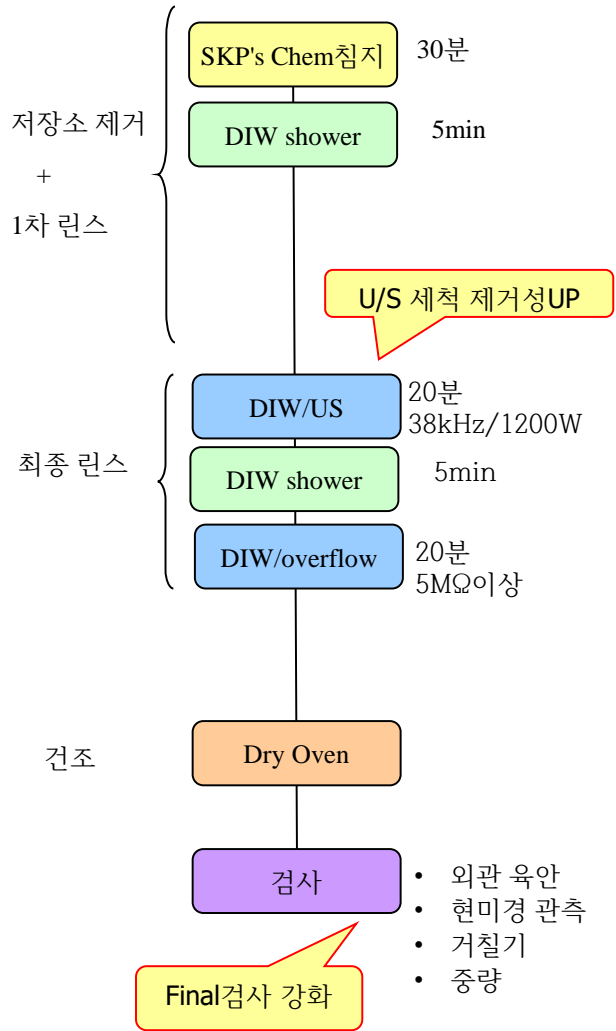 SKP's Chem침지
30분
저장소 제거
+
1차 린스
DIW shower
5min
U/S 세척 제거성UP
최종 린스
DIW/US
20분
38kHz/1200W
DIW shower
5min
DIW/overflow
20분
5MΩ이상
건조
Dry Oven
검사
• 외관 육안
• 현미경 관측
• 거칠기
• 중량
Final검사 강화